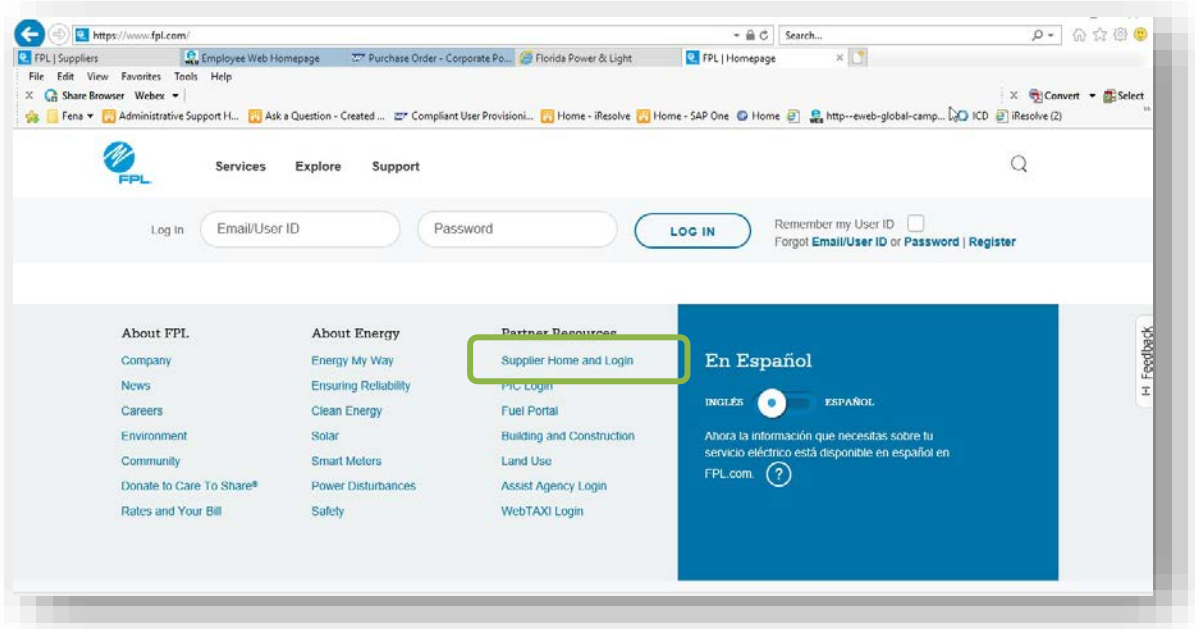 https://www.fpl.com/
Search...
FPL | Suppliers
Employee Web Homepage
Purchase Order - Corporate Po...
Florida Power & Light
FPL | Homepage
File Edit View Favorites Tools Help
Share Browser Webex
Convert
Select
Fena
Administrative Support H...
Ask a Question - Created ...
Compliant User Provisioni...
Home - iResolve
Home - SAP One
Home
http--eweb-global-camp...
ICD
iResolve (2)
FPL
Services Explore Support
Log In
Email/User ID
Password
LOG IN
Remember my User ID
Forgot Email/User ID or Password | Register
About FPL
Company
News
Careers
Environment
Community
Donate to Care To Share®
Rates and Your Bill
About Energy
Energy My Way
Ensuring Reliability
Clean Energy
Solar
Smart Meters
Power Disturbances
Safety
Partner Resources
Supplier Home and Login
PIC Login
Fuel Portal
Building and Construction
Land Use
Assist Agency Login
WebTAXI Login
En Español
INGLÉS ESPAÑOL
Ahora la información que necesitas sobre tu
servicio eléctrico está disponible en español en
FPL.com. ?
Feedback